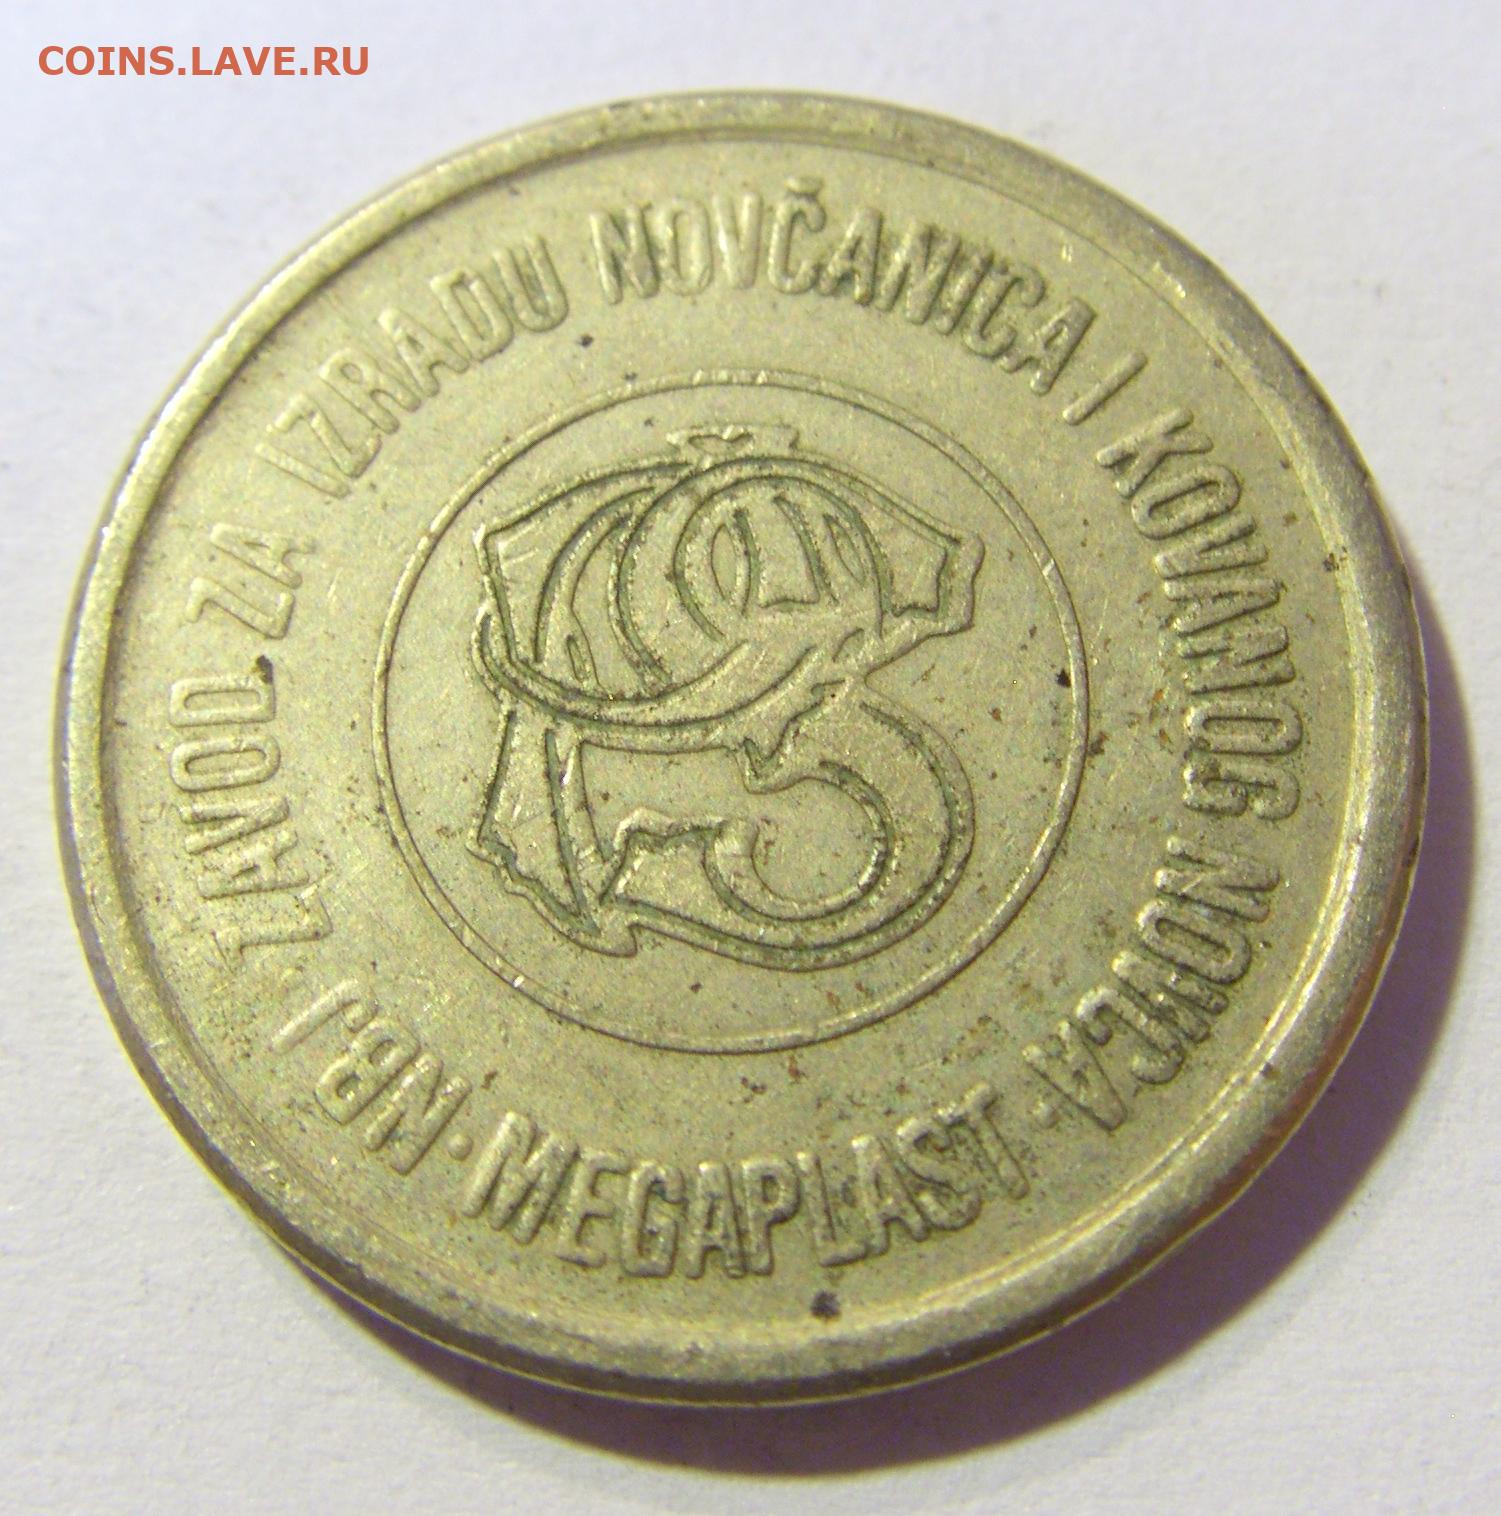 COINS.LAVE.RU
NBJ · ZAVOD ZA IZRADU NOVČANICA I KOVANOG NOVCA · MEGAPLAST ·